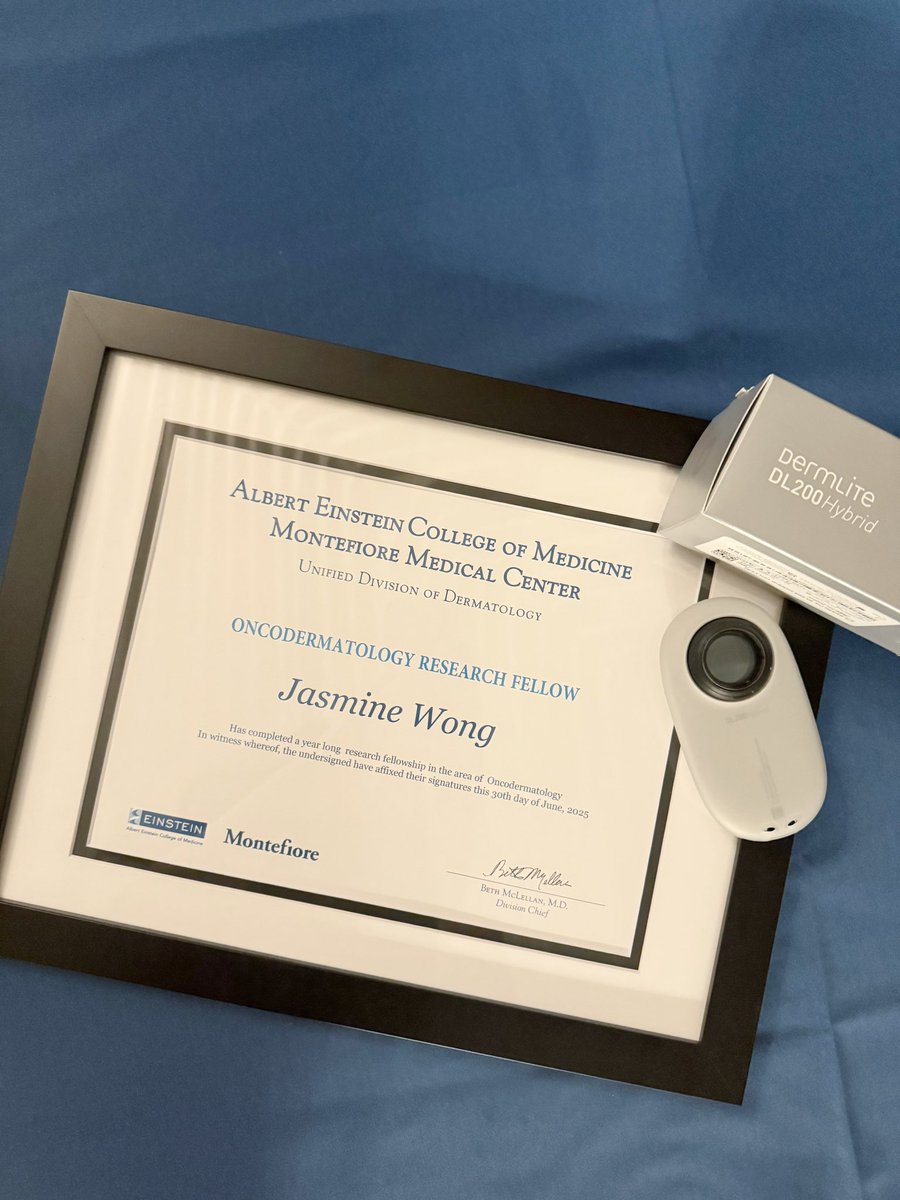 ALBERT EINSTEIN COLLEGE OF MEDICINE
MONTEFIORE MEDICAL CENTER
UNIFIED DIVISION OF DERMATOLOGY
ONCODERMATOLOGY RESEARCH FELLOW
Jasmine Wong
Has completed a year long research fellowship in the area of Oncodermatology
In witness whereof, the undersigned have affixed their signatures this 30th day of June, 2025
EINSTEIN
Albert Einstein College of Medicine
Montefiore
Beth McLellan
BETH MCLELLAN, M.D.
Division Chief
DermLite
DL200 Hybrid